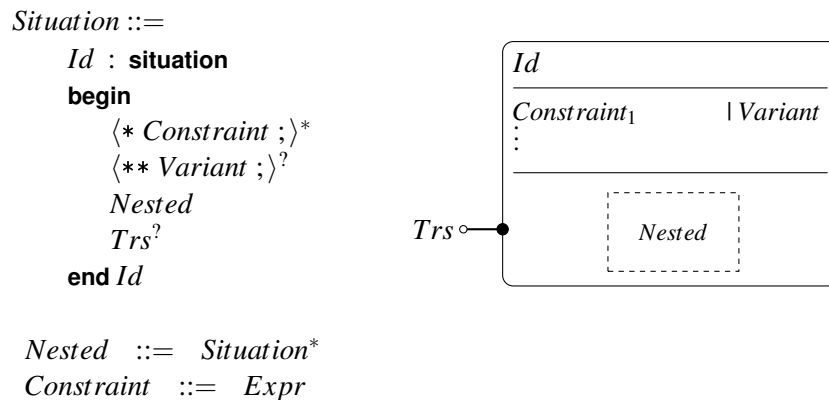 Situation ::=
Id : situation
begin
⟨* Constraint ;⟩*
⟨** Variant ;⟩?
Nested
Trs?
end Id
Nested ::= Situation*
Constraint ::= Expr
Id
Constraint₁ | Variant
⋮
Trs
Nested